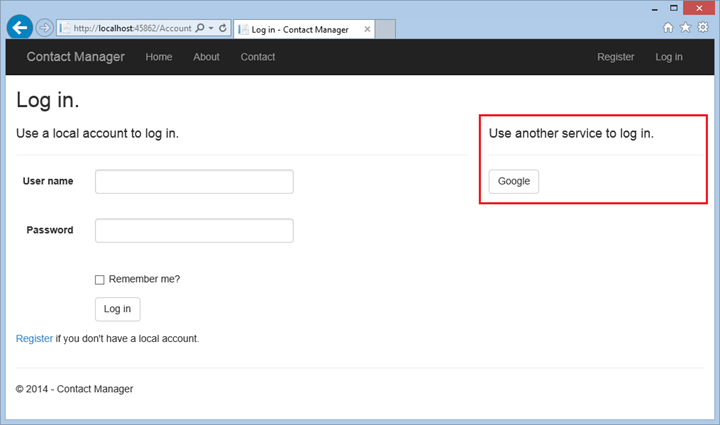 http://localhost:45862/Account
Log in - Contact Manager
Contact Manager Home About Contact Register Log in
Log in.
Use a local account to log in.
Use another service to log in.
User name
Google
Password
Remember me?
Log in
Register if you don't have a local account.
© 2014 - Contact Manager